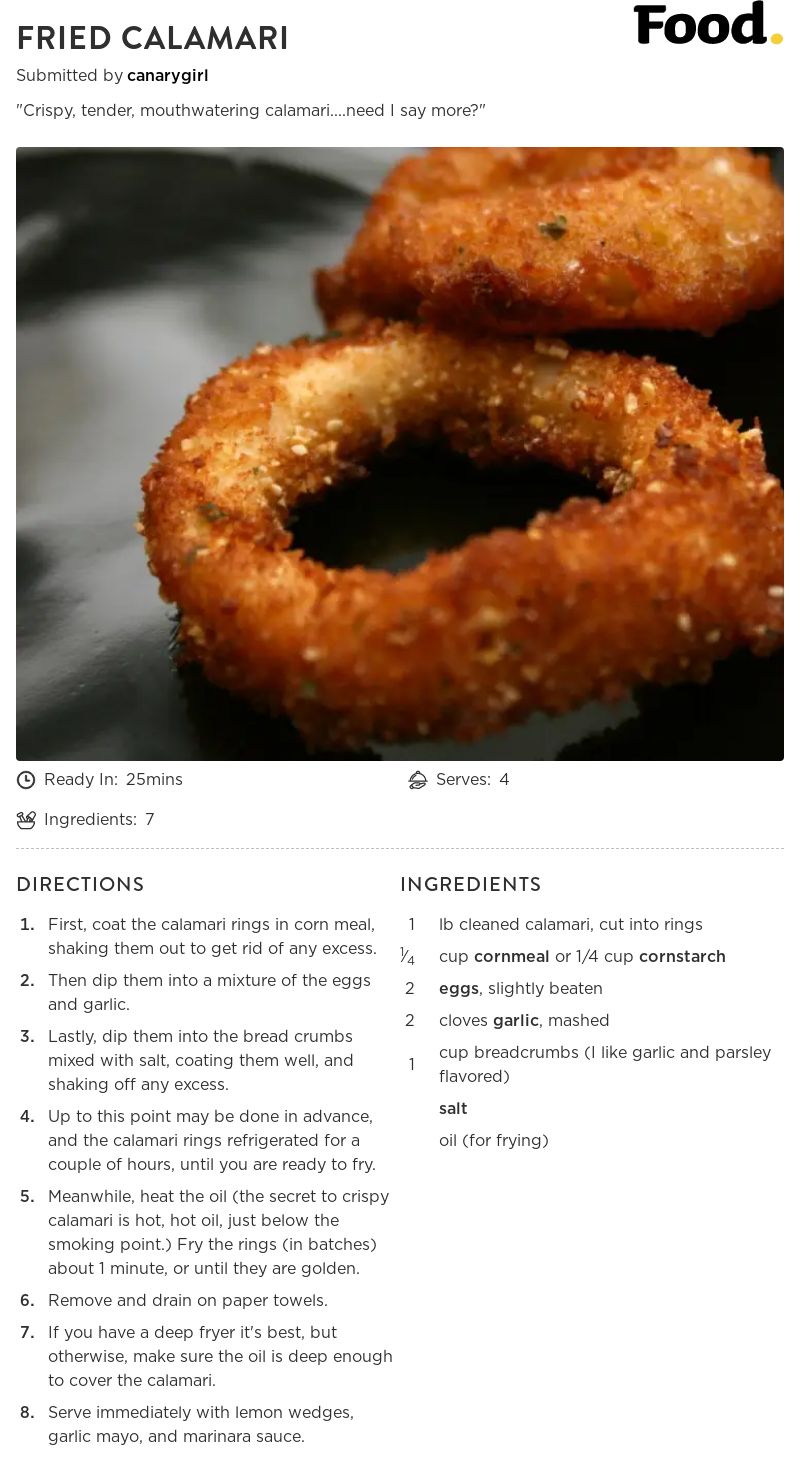 FRIED CALAMARI
Food.
Submitted by canarygirl
"Crispy, tender, mouthwatering calamari....need I say more?"
Ready In: 25mins
Serves: 4
Ingredients: 7
DIRECTIONS
1. First, coat the calamari rings in corn meal,
shaking them out to get rid of any excess.
2. Then dip them into a mixture of the eggs
and garlic.
3. Lastly, dip them into the bread crumbs
mixed with salt, coating them well, and
shaking off any excess.
4. Up to this point may be done in advance,
and the calamari rings refrigerated for a
couple of hours, until you are ready to fry.
5. Meanwhile, heat the oil (the secret to crispy
calamari is hot, hot oil, just below the
smoking point.) Fry the rings (in batches)
about 1 minute, or until they are golden.
6. Remove and drain on paper towels.
7. If you have a deep fryer it's best, but
otherwise, make sure the oil is deep enough
to cover the calamari.
8. Serve immediately with lemon wedges,
garlic mayo, and marinara sauce.
INGREDIENTS
1 lb cleaned calamari, cut into rings
1⁄4 cup cornmeal or 1/4 cup cornstarch
2 eggs, slightly beaten
2 cloves garlic, mashed
1 cup breadcrumbs (I like garlic and parsley
flavored)
salt
oil (for frying)